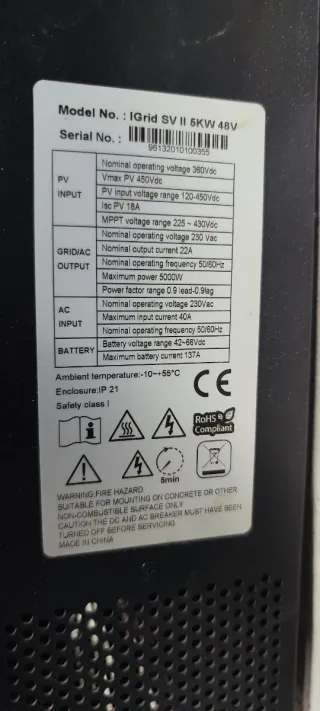 Model No. : IGrid SV II 5KW 48V
Serial No. :
96132010100355
PV INPUT
Nominal operating voltage 360Vdc
Vmax PV 450Vdc
PV input voltage range 120-450Vdc
Isc PV 18A
MPPT voltage range 225 ~ 430Vdc
GRID/AC OUTPUT
Nominal operating voltage 230 Vac
Nominal output current 22A
Nominal operating frequency 50/60Hz
Maximum power 5000W
Power factor range 0.9 lead-0.9lag
AC INPUT
Nominal operating voltage 230Vac
Maximum input current 40A
Nominal operating frequency 50/60Hz
BATTERY
Battery voltage range 42~66Vdc
Maximum battery current 137A
Ambient temperature:-10~+55°C
Enclosure:IP 21
Safety class I
CE
RoHS
Compliant
5min
WARNING FIRE HAZARD
SUITABLE FOR MOUNTING ON CONCRETE OR OTHER
NON-COMBUSTIBLE SURFACE ONLY
CAUTION:THE DC AND AC BREAKER MUST HAVE BEEN
TURNED OFF BEFORE SERVICING
MADE IN CHINA